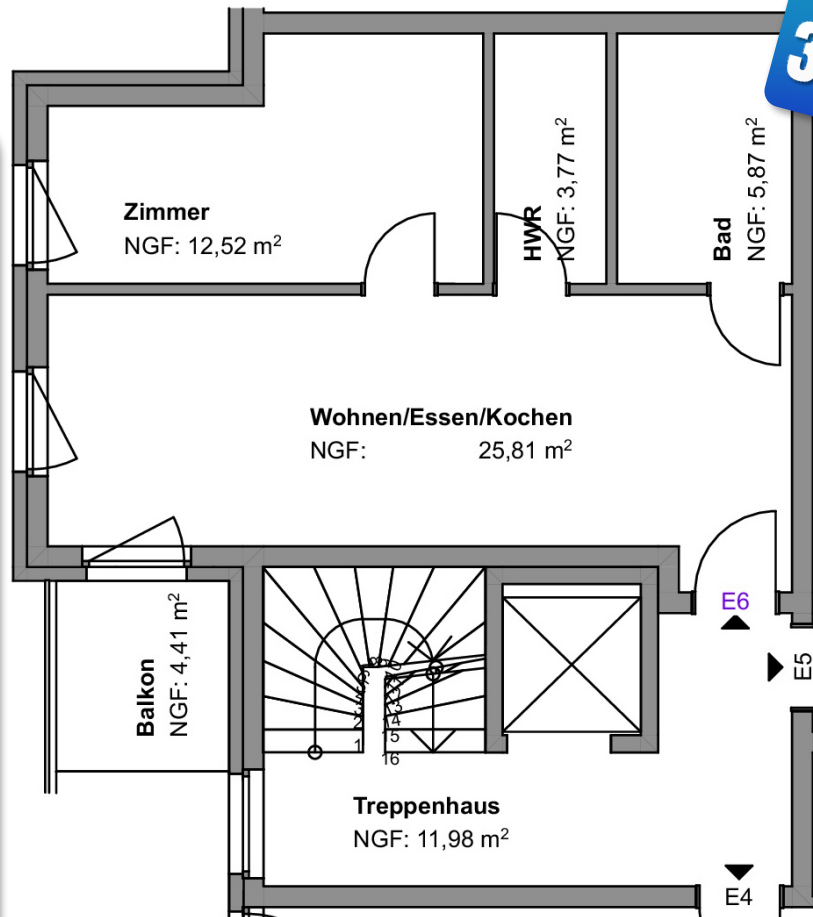 3
Zimmer
NGF: 12,52 m²
HWR
NGF: 3,77 m²
Bad
NGF: 5,87 m²
Wohnen/Essen/Kochen
NGF: 25,81 m²
E6
E5
Balkon
NGF: 4,41 m²
1
2
14
15
16
Treppenhaus
NGF: 11,98 m²
E4